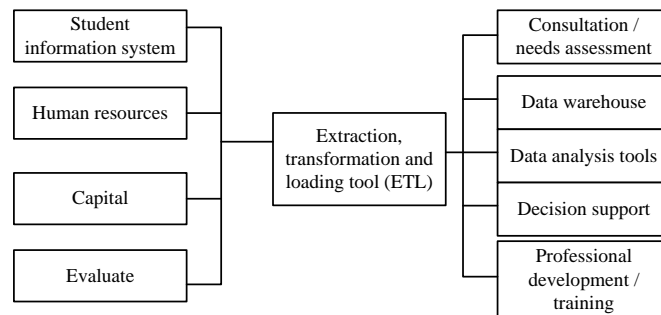 Student
information system
Human resources
Capital
Evaluate
Extraction,
transformation and
loading tool (ETL)
Consultation /
needs assessment
Data warehouse
Data analysis tools
Decision support
Professional
development /
training